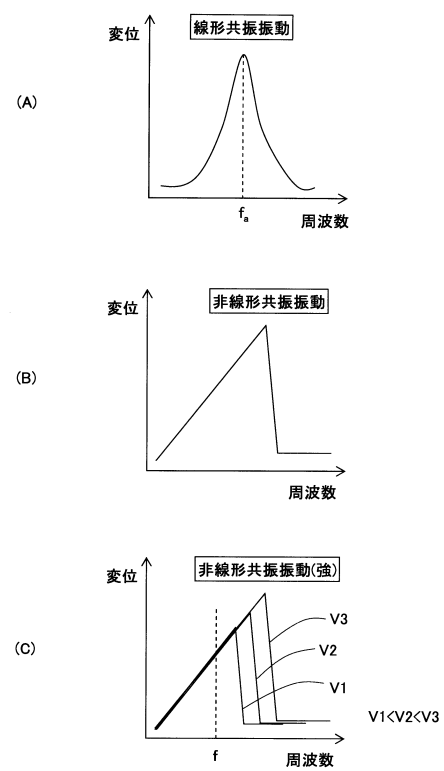 線形共振振動
変位
(A)
fa
周波数
非線形共振振動
変位
(B)
周波数
非線形共振振動(強)
変位
V3
(C)
V2
V1
V1<V2<V3
f
周波数